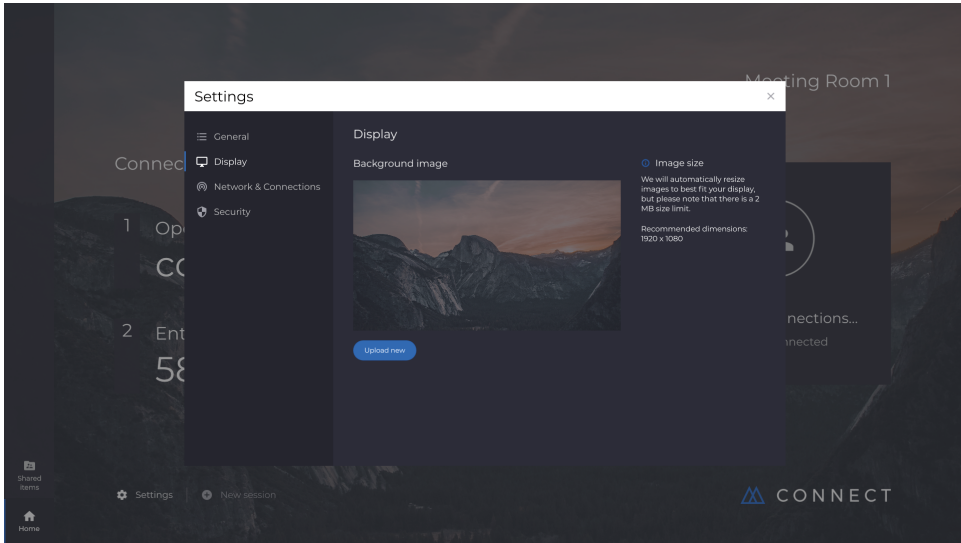 Meeting Room 1
Settings
×
General
Display
Network & Connections
Security
Display
Background image
Upload new
Image size
We will automatically resize
images to best fit your display,
but please note that there is a 2
MB size limit.
Recommended dimensions:
1920 x 1080
Connec
1
Op
2
Ent
58
nections...
nnected
Shared
Items
Home
Settings
New session
CONNECT